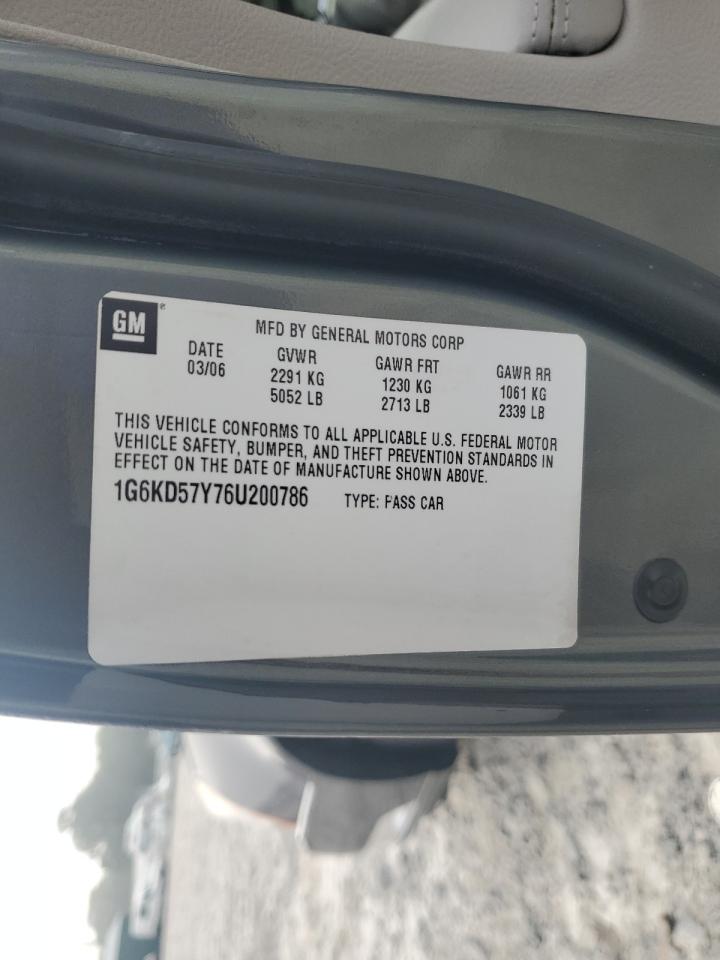 GM®
MFD BY GENERAL MOTORS CORP
DATE GVWR GAWR FRT GAWR RR
03/06 2291 KG 1230 KG 1061 KG
5052 LB 2713 LB 2339 LB
THIS VEHICLE CONFORMS TO ALL APPLICABLE U.S. FEDERAL MOTOR
VEHICLE SAFETY, BUMPER, AND THEFT PREVENTION STANDARDS IN
EFFECT ON THE DATE OF MANUFACTURE SHOWN ABOVE.
1G6KD57Y76U200786 TYPE: PASS CAR